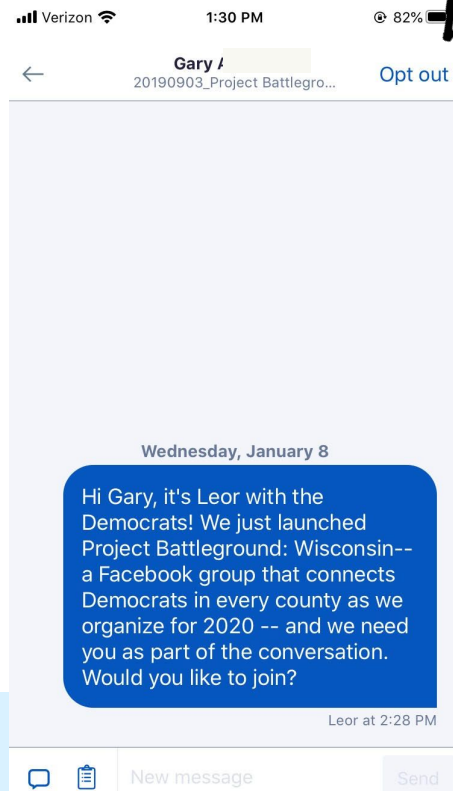 Verizon 1:30 PM 82%
Gary
20190903_Project Battlegro...
Opt out
Wednesday, January 8
Hi Gary, it's Leor with the
Democrats! We just launched
Project Battleground: Wisconsin--
a Facebook group that connects
Democrats in every county as we
organize for 2020 -- and we need
you as part of the conversation.
Would you like to join?
Leor at 2:28 PM
New message
Send